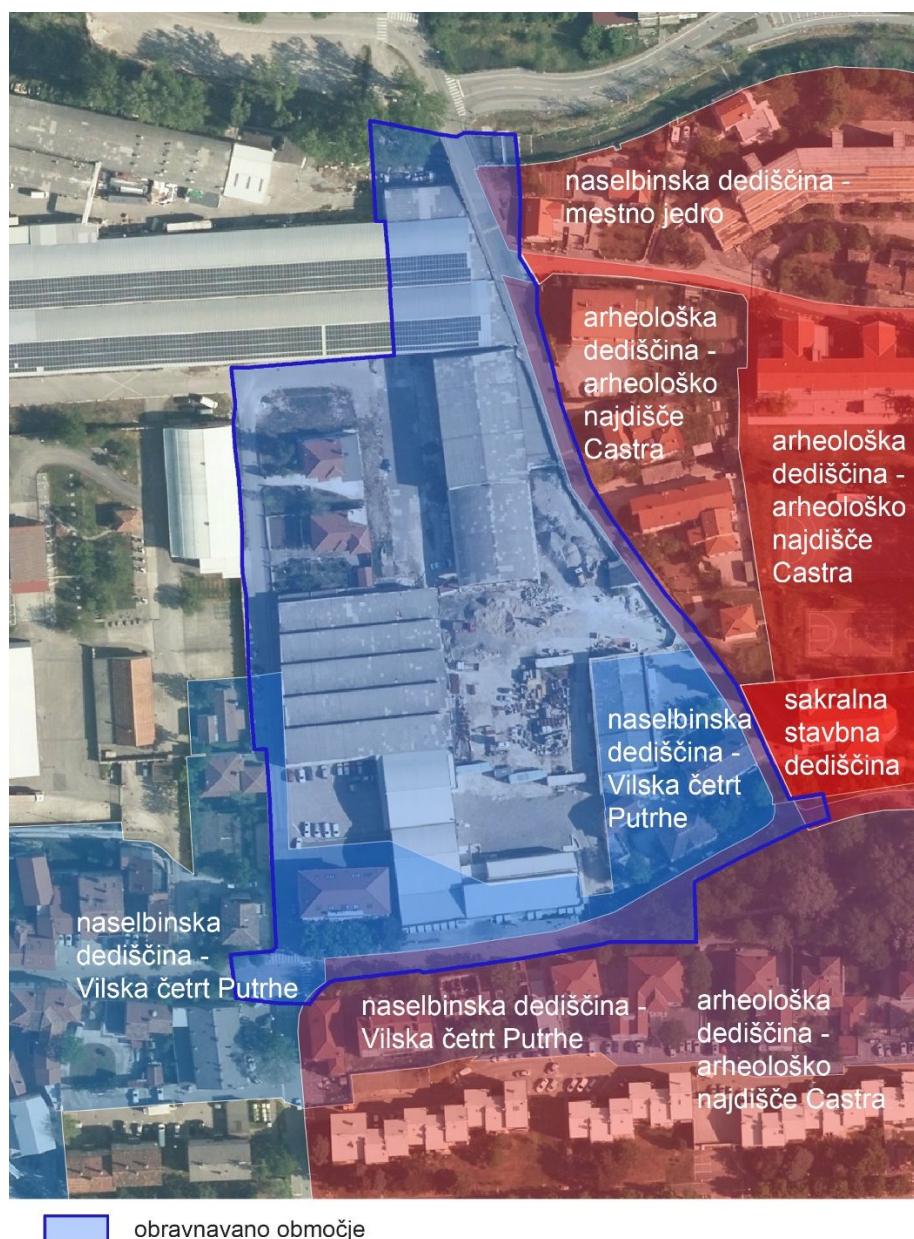 naselbinska dediščina -
mestno jedro
arheološka
dediščina -
arheološko
najdišče
Castra
arheološka
dediščina -
arheološko
najdišče
Castra
sakralna
stavbna
dediščina
naselbinska
dediščina -
Vilska četrt
Putrhe
naselbinska
dediščina -
Vilska četrt Putrhe
naselbinska dediščina -
Vilska četrt Putrhe
arheološka
dediščina -
arheološko
najdišče Castra
obravnavano območje